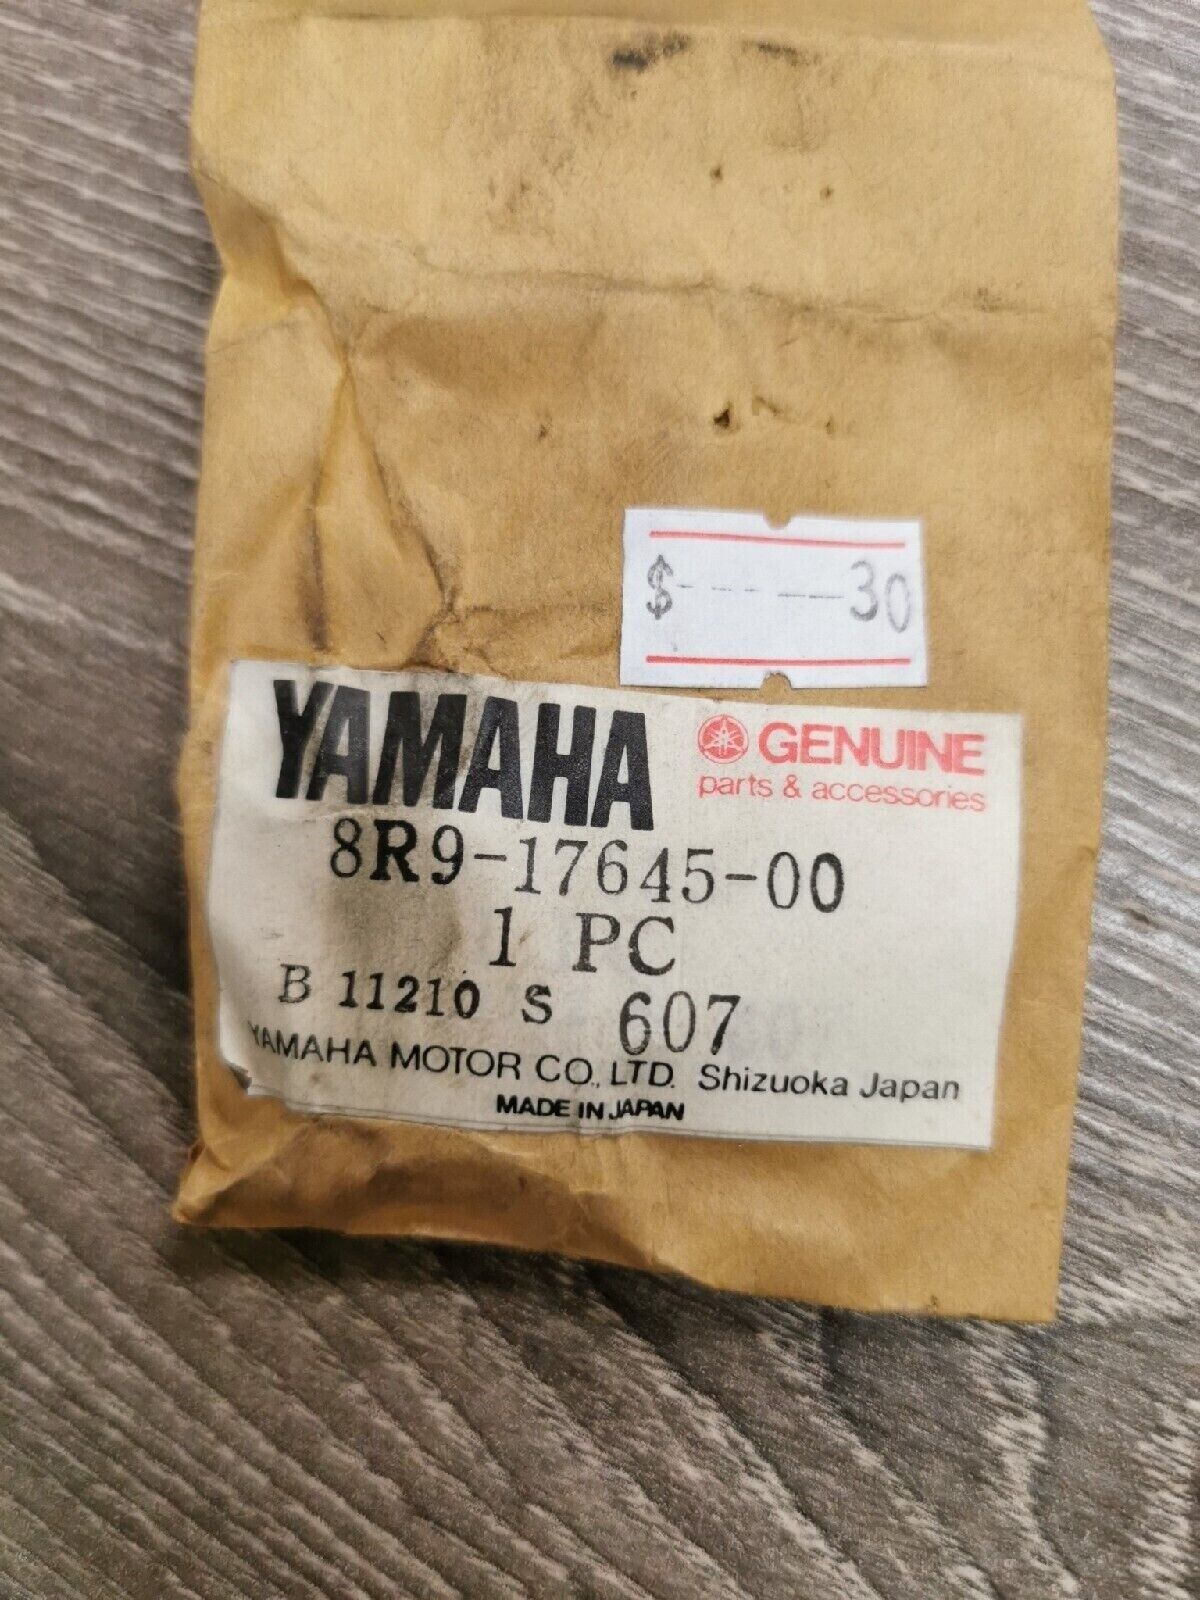 $-----30
YAMAHA
GENUINE
parts & accessories
8R9-17645-00
1 PC
B 11210 S 607
YAMAHA MOTOR CO., LTD. Shizuoka Japan
MADE IN JAPAN